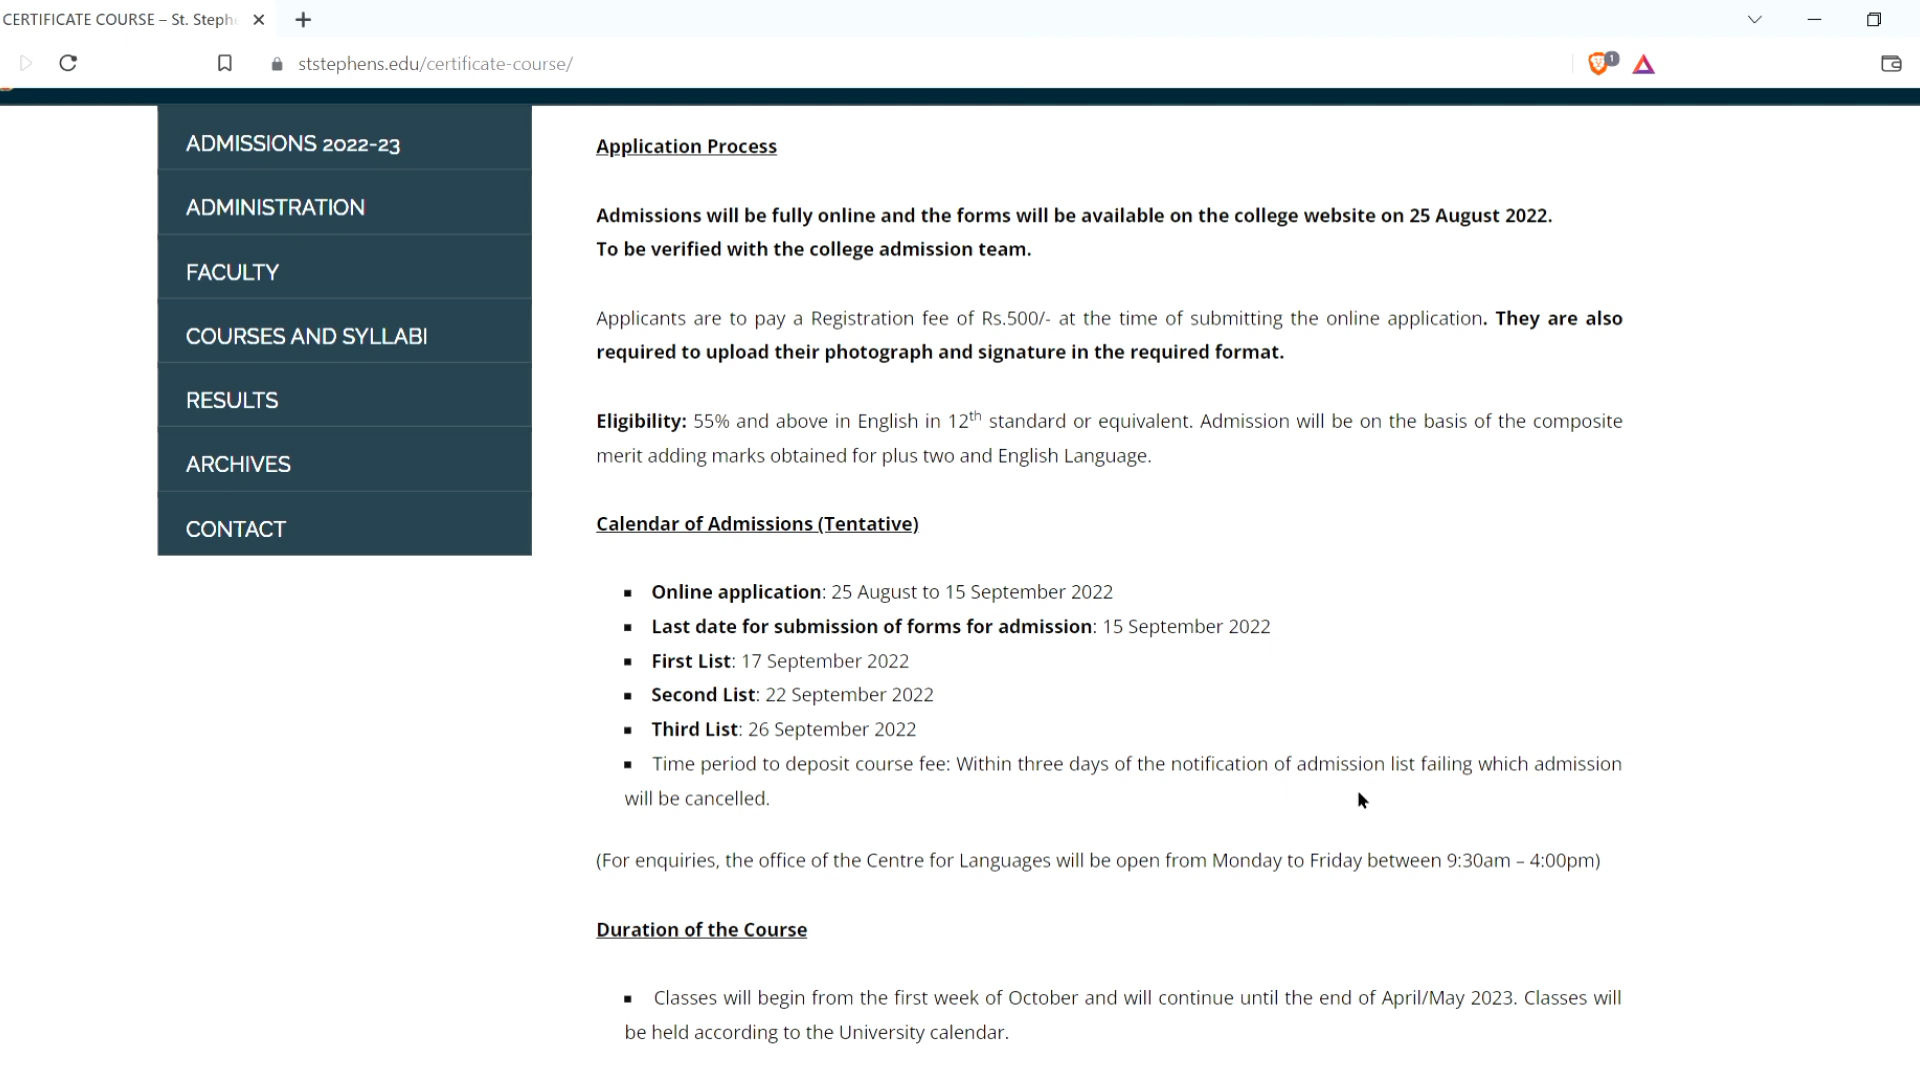 CERTIFICATE COURSE – St. Steph
ststephens.edu/certificate-course/
1
ADMISSIONS 2022-23
ADMINISTRATION
FACULTY
COURSES AND SYLLABI
RESULTS
ARCHIVES
CONTACT
Application Process
Admissions will be fully online and the forms will be available on the college website on 25 August 2022.
To be verified with the college admission team.
Applicants are to pay a Registration fee of Rs.500/- at the time of submitting the online application. They are also
required to upload their photograph and signature in the required format.
Eligibility: 55% and above in English in 12th standard or equivalent. Admission will be on the basis of the composite
merit adding marks obtained for plus two and English Language.
Calendar of Admissions (Tentative)
▪ Online application: 25 August to 15 September 2022
▪ Last date for submission of forms for admission: 15 September 2022
▪ First List: 17 September 2022
▪ Second List: 22 September 2022
▪ Third List: 26 September 2022
▪ Time period to deposit course fee: Within three days of the notification of admission list failing which admission
will be cancelled.
(For enquiries, the office of the Centre for Languages will be open from Monday to Friday between 9:30am – 4:00pm)
Duration of the Course
▪ Classes will begin from the first week of October and will continue until the end of April/May 2023. Classes will
be held according to the University calendar.